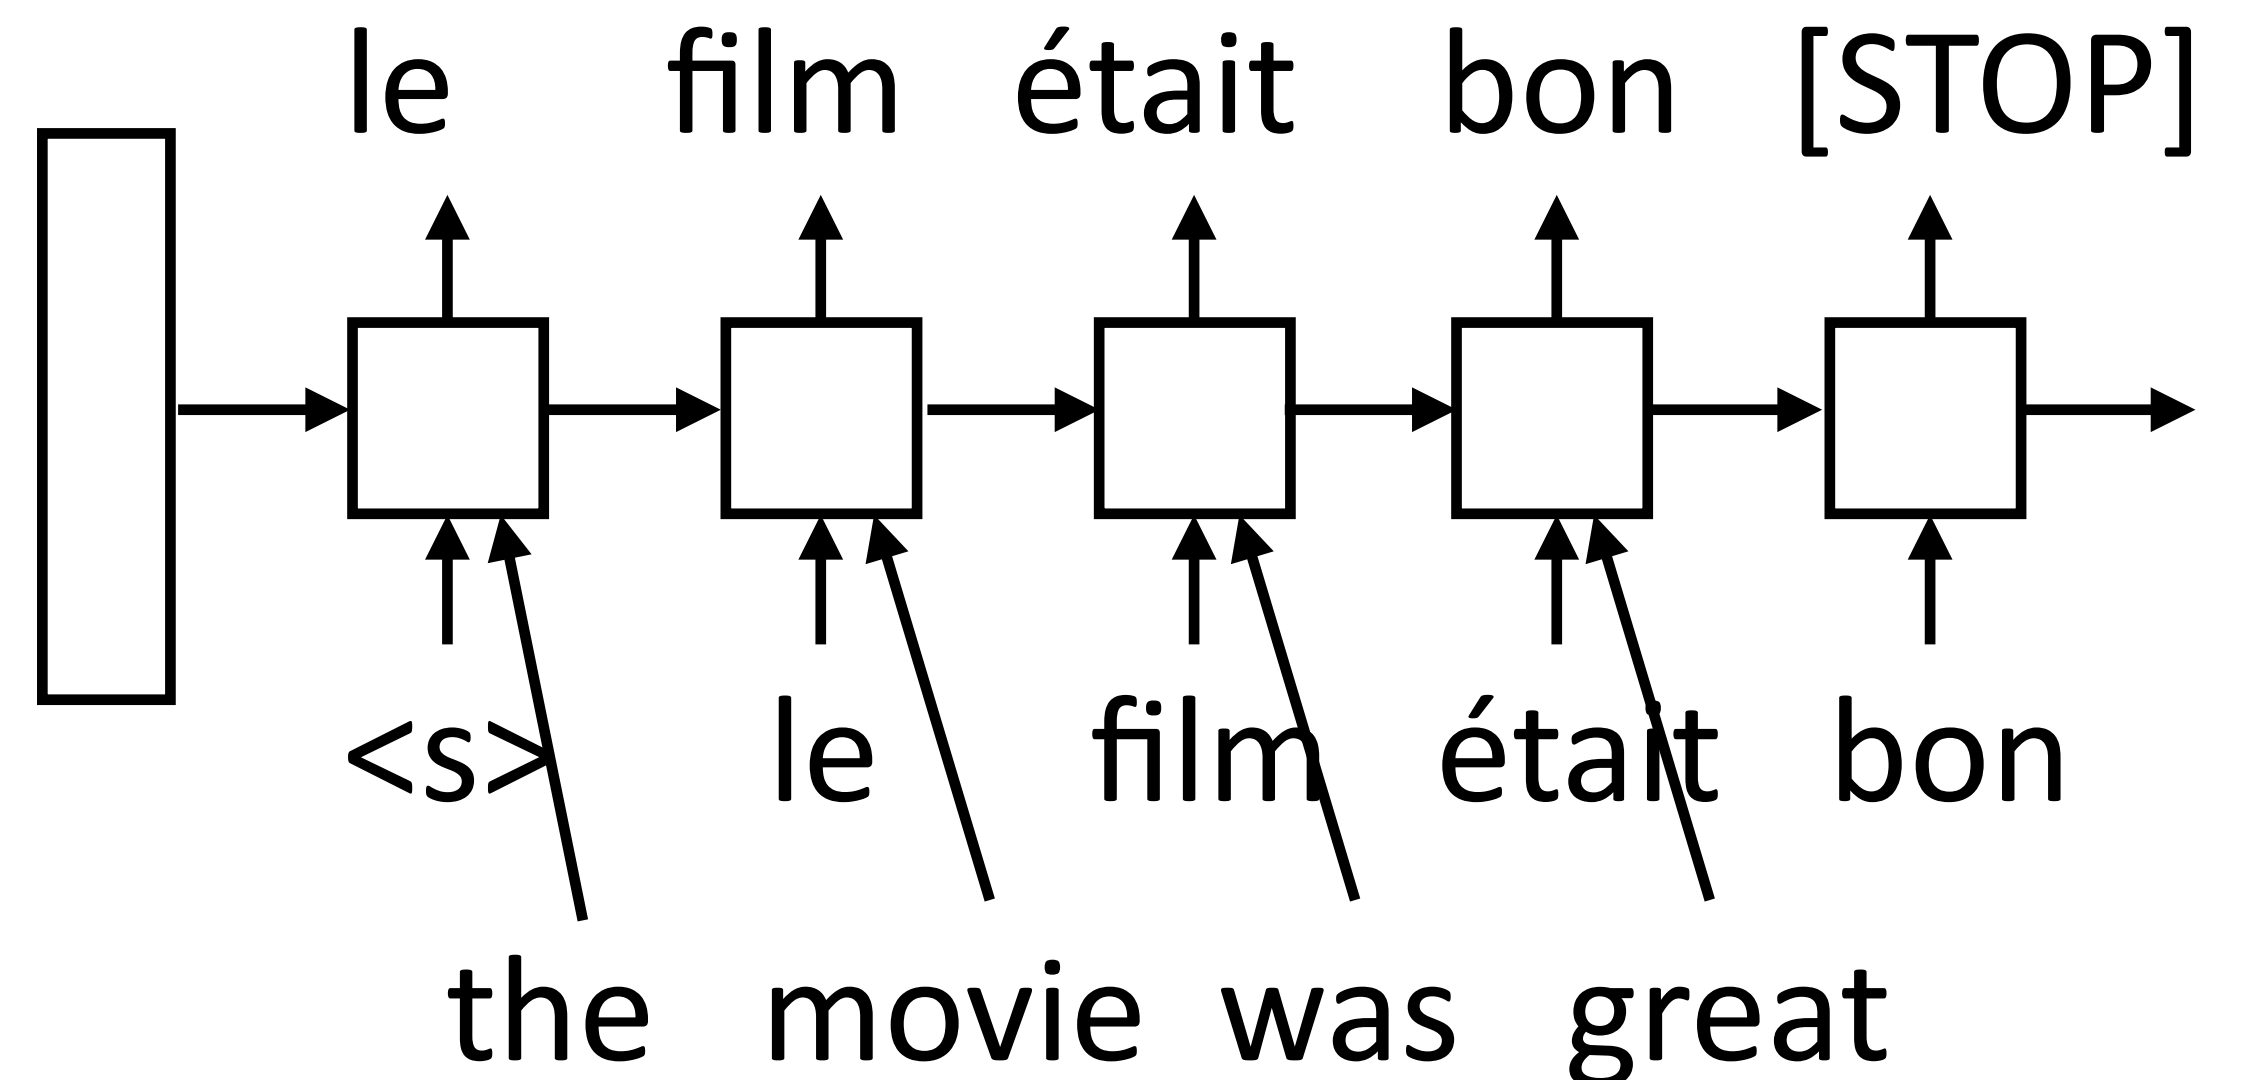 le film était bon [STOP]
<s> le film était bon
the movie was great